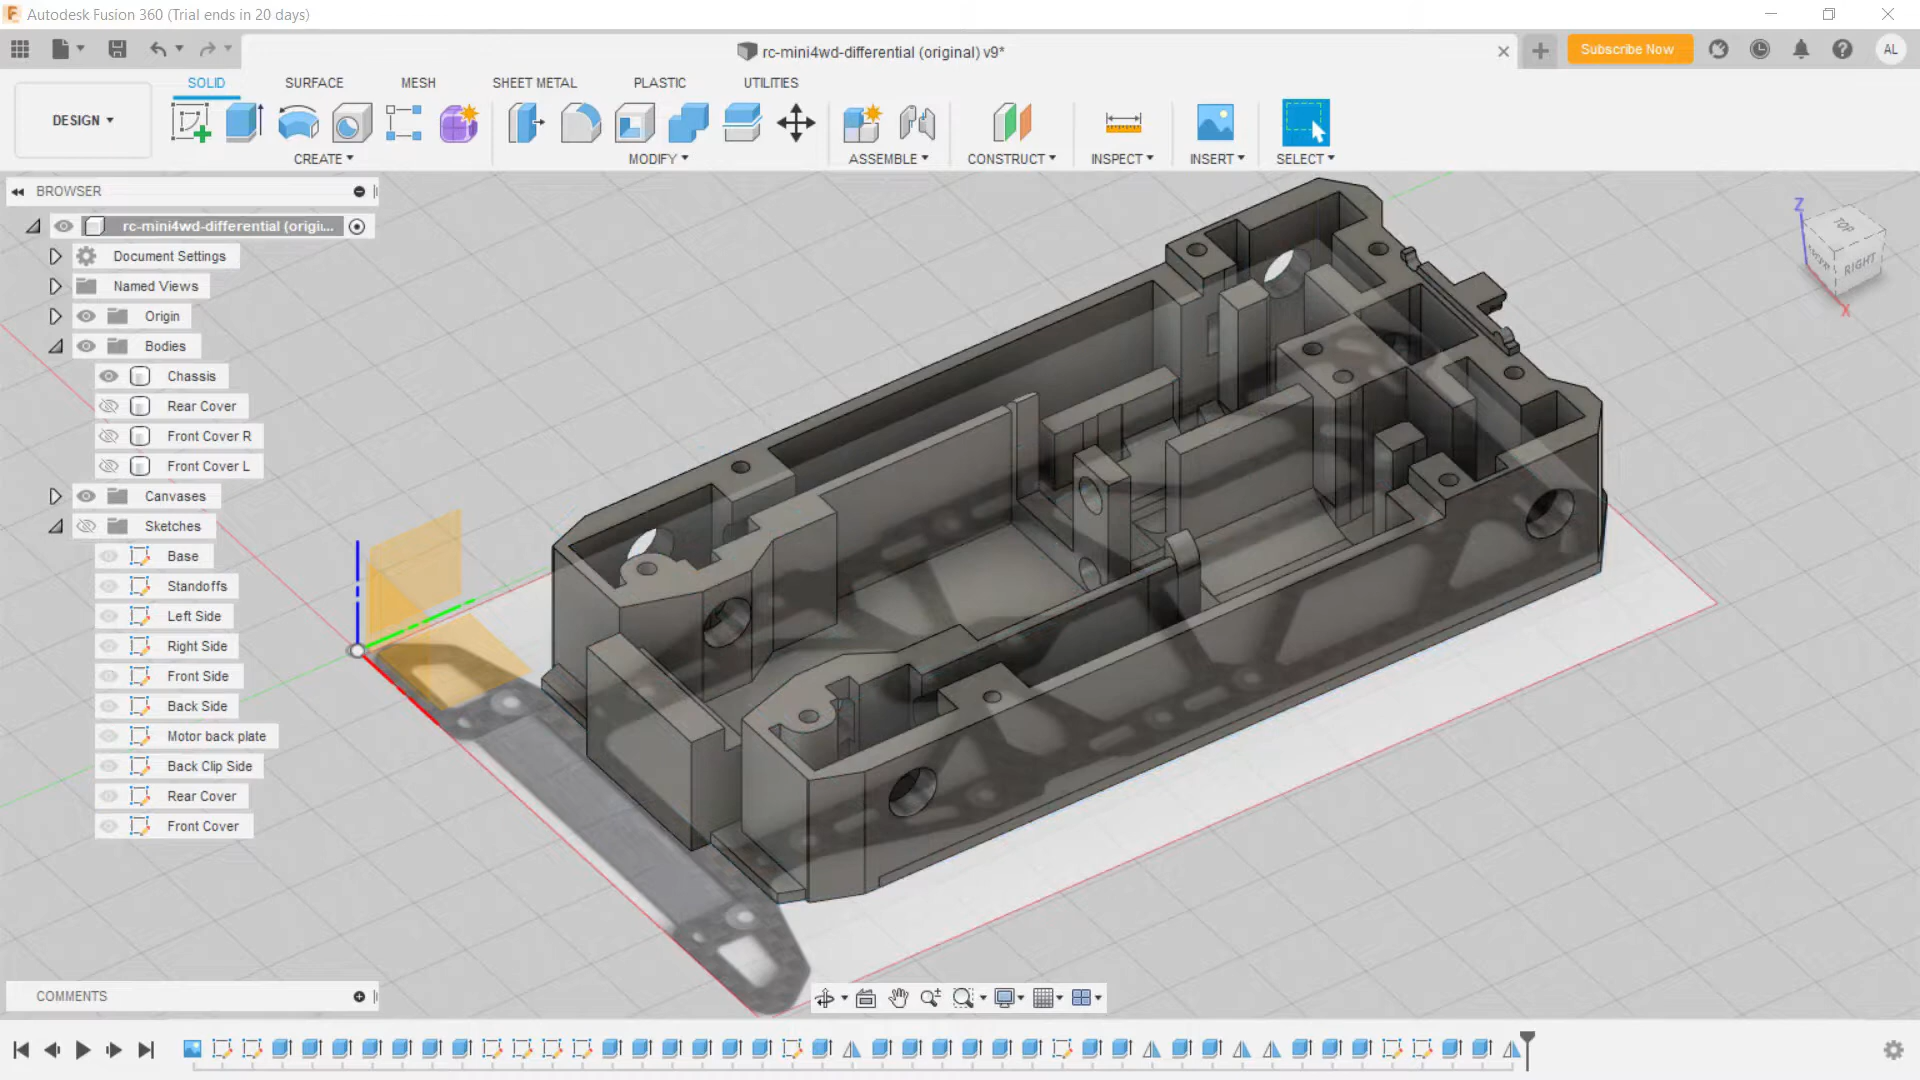 Autodesk Fusion 360 (Trial ends in 20 days)
rc-mini4wd-differential (original) v9*
Subscribe Now
AL
SOLID SURFACE MESH SHEET METAL PLASTIC UTILITIES
DESIGN
CREATE MODIFY ASSEMBLE CONSTRUCT INSPECT INSERT SELECT
BROWSER
rc-mini4wd-differential (origi...
Document Settings
Named Views
Origin
Bodies
Chassis
Rear Cover
Front Cover R
Front Cover L
Canvases
Sketches
Base
Standoffs
Left Side
Right Side
Front Side
Back Side
Motor back plate
Back Clip Side
Rear Cover
Front Cover
Z
TOP
RIGHT
X
COMMENTS